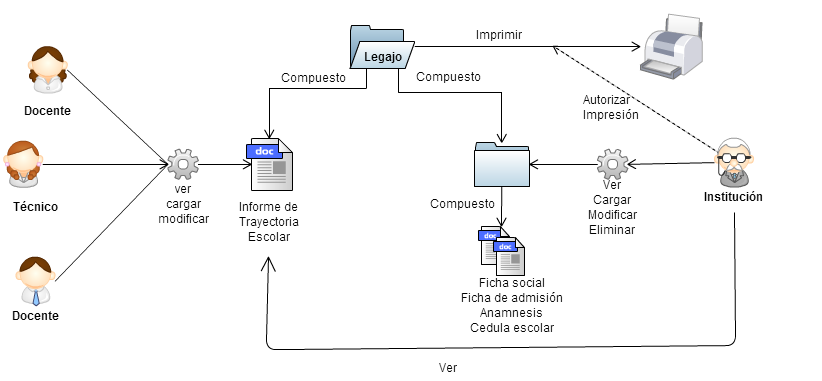 Imprimir
Legajo
Compuesto
Compuesto
Autorizar
Impresión
Docente
doc
Técnico
ver
cargar
modificar
Informe de
Trayectoria
Escolar
Ver
Cargar
Modificar
Eliminar
Institución
Compuesto
doc
doc
Ficha social
Ficha de admisión
Anamnesis
Cedula escolar
Docente
Ver